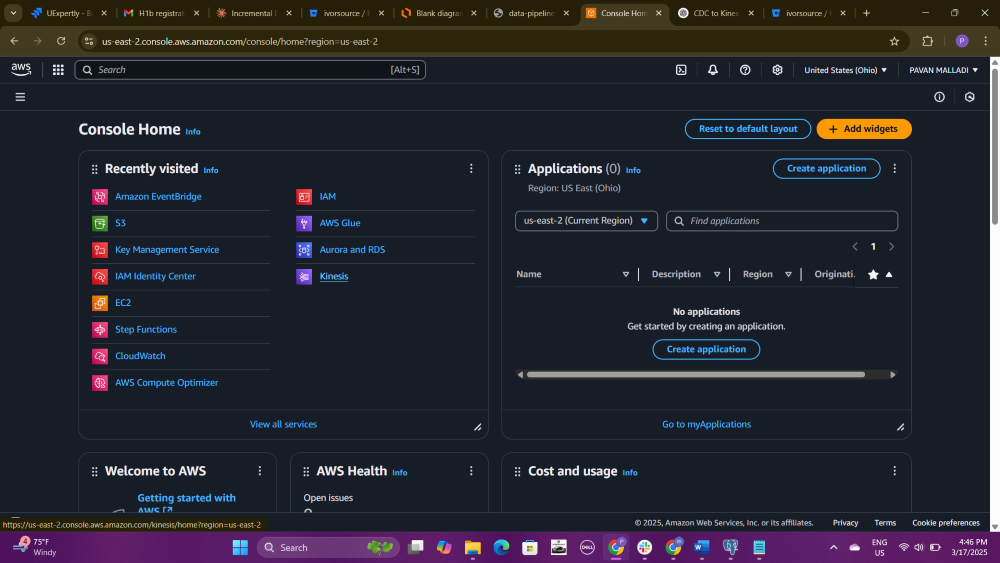 UExpertly - B
H1b registrat
Incremental D
ivorsource / F
Blank diagram
data-pipeline
Console Hom
CDC to Kines
ivorsource /
us-east-2.console.aws.amazon.com/console/home?region=us-east-2
P
aws
Search
[Alt+S]
United States (Ohio)
PAVAN MALLADI
Console Home
Info
Reset to default layout
Add widgets
Recently visited
Info
Amazon EventBridge
S3
Key Management Service
IAM Identity Center
EC2
Step Functions
CloudWatch
AWS Compute Optimizer
IAM
AWS Glue
Aurora and RDS
Kinesis
View all services
Applications (0)
Info
Create application
Region: US East (Ohio)
us-east-2 (Current Region)
Find applications
1
Name
Description
Region
Originati.
No applications
Get started by creating an application.
Create application
Go to myApplications
Welcome to AWS
Getting started with
AWS
AWS Health
Info
Open issues
0
Cost and usage
Info
https://us-east-2.console.aws.amazon.com/kinesis/home?region=us-east-2
© 2025, Amazon Web Services, Inc. or its affiliates.
Privacy
Terms
Cookie preferences
4
75°F
Windy
Search
DELL
ENG
US
4:46 PM
3/17/2025